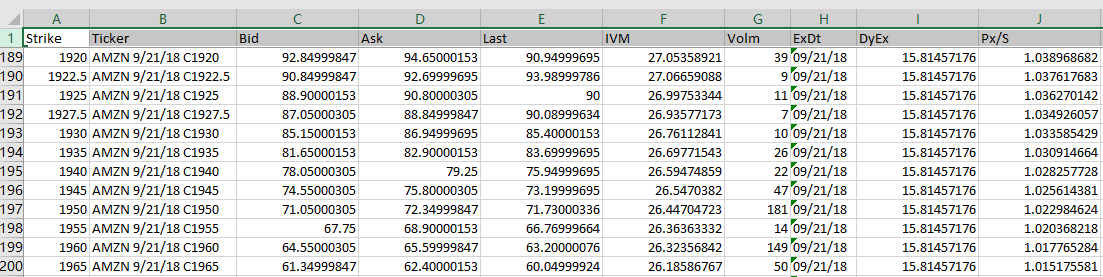 A B C D E F G H I J
1 Strike Ticker Bid Ask Last IVM Volm ExDt DyEx Px/S
189 1920 AMZN 9/21/18 C1920 92.84999847 94.65000153 90.94999695 27.05358921 39 09/21/18 15.81457176 1.038968682
190 1922.5 AMZN 9/21/18 C1922.5 90.84999847 92.69999695 93.98999786 27.06659088 9 09/21/18 15.81457176 1.037617683
191 1925 AMZN 9/21/18 C1925 88.90000153 90.80000305 90 26.99753344 11 09/21/18 15.81457176 1.036270142
192 1927.5 AMZN 9/21/18 C1927.5 87.05000305 88.84999847 90.08999634 26.93577173 7 09/21/18 15.81457176 1.034926057
193 1930 AMZN 9/21/18 C1930 85.15000153 86.94999695 85.40000153 26.76112841 10 09/21/18 15.81457176 1.033585429
194 1935 AMZN 9/21/18 C1935 81.65000153 82.90000153 83.69999695 26.69771543 26 09/21/18 15.81457176 1.030914664
195 1940 AMZN 9/21/18 C1940 78.05000305 79.25 75.94999695 26.59474859 22 09/21/18 15.81457176 1.028257728
196 1945 AMZN 9/21/18 C1945 74.55000305 75.80000305 73.19999695 26.5470382 47 09/21/18 15.81457176 1.025614381
197 1950 AMZN 9/21/18 C1950 71.05000305 72.34999847 71.73000336 26.44704723 181 09/21/18 15.81457176 1.022984624
198 1955 AMZN 9/21/18 C1955 67.75 68.90000153 66.76999664 26.36363332 14 09/21/18 15.81457176 1.020368218
199 1960 AMZN 9/21/18 C1960 64.55000305 65.59999847 63.20000076 26.32356842 149 09/21/18 15.81457176 1.017765284
200 1965 AMZN 9/21/18 C1965 61.34999847 62.40000153 60.04999924 26.18586767 50 09/21/18 15.81457176 1.015175581